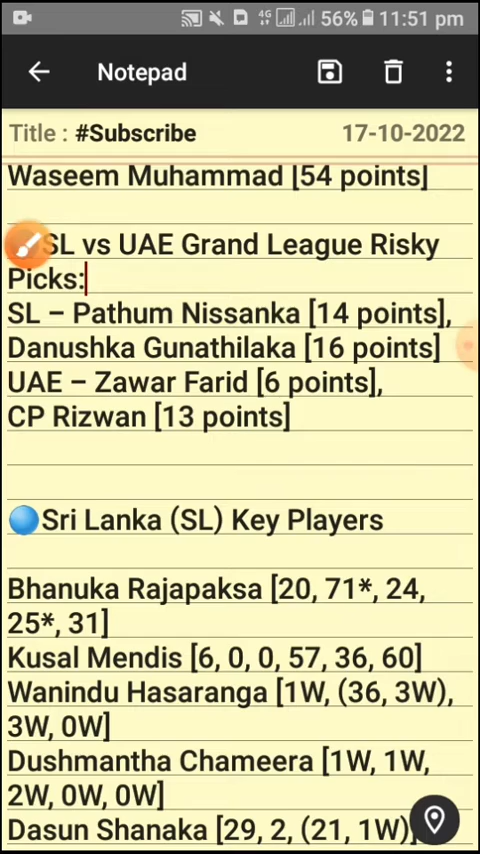 4G 56% 11:51 pm
Notepad
Title : #Subscribe 17-10-2022
Waseem Muhammad [54 points]
SL vs UAE Grand League Risky
Picks:
SL – Pathum Nissanka [14 points],
Danushka Gunathilaka [16 points]
UAE – Zawar Farid [6 points],
CP Rizwan [13 points]
Sri Lanka (SL) Key Players
Bhanuka Rajapaksa [20, 71*, 24,
25*, 31]
Kusal Mendis [6, 0, 0, 57, 36, 60]
Wanindu Hasaranga [1W, (36, 3W),
3W, 0W]
Dushmantha Chameera [1W, 1W,
2W, 0W, 0W]
Dasun Shanaka [29, 2, (21, 1W),